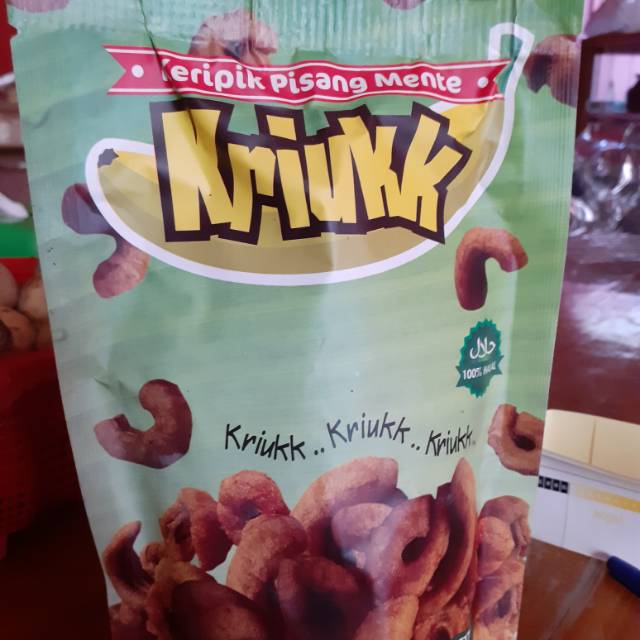 Keripik Pisang Mente
Kriukk
حلال
100% HALAL
Kriukk.. Kriukk.. Kriukk..